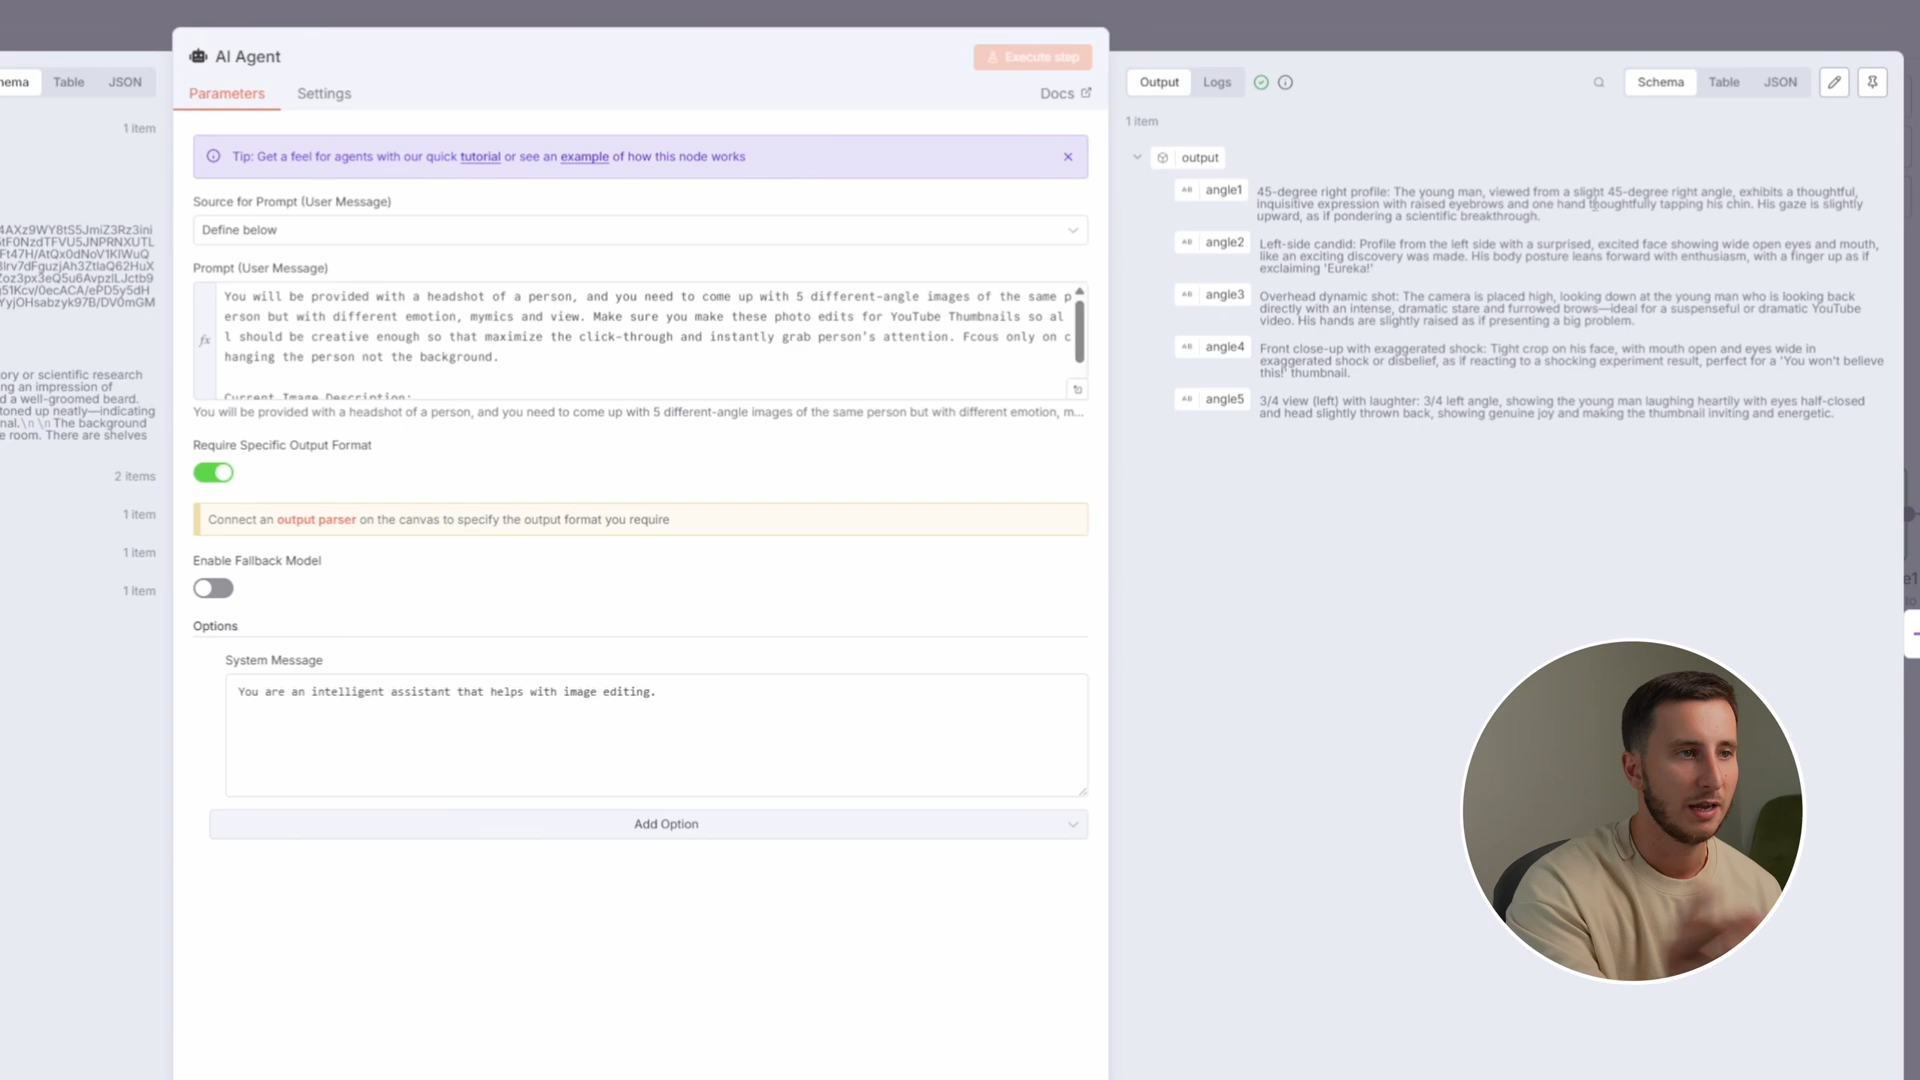 AI Agent
Execute step
Parameters
Settings
Docs
Table
JSON
1 item
4AXz9WY8tS5JmiZ3Rz3ini
ory or scientific research
ng an impression of
d a well-groomed beard.
toned up neatly—indicating
nal.\n \n The background
e room. There are shelves
2 items
1 item
1 item
1 item
Tip: Get a feel for agents with our quick tutorial or see an example of how this node works
Source for Prompt (User Message)
Define below
Prompt (User Message)
fx
You will be provided with a headshot of a person, and you need to come up with 5 different-angle images of the same p
erson but with different emotion, mymics and view. Make sure you make these photo edits for YouTube Thumbnails so al
l should be creative enough so that maximize the click-through and instantly grab person's attention. Fcous only on c
hanging the person not the background.
Current Image Description:
You will be provided with a headshot of a person, and you need to come up with 5 different-angle images of the same person but with different emotion, m...
Require Specific Output Format
Connect an output parser on the canvas to specify the output format you require
Enable Fallback Model
Options
System Message
You are an intelligent assistant that helps with image editing.
Add Option
Output
Logs
Schema
Table
JSON
1 item
output
AB angle1
45-degree right profile: The young man, viewed from a slight 45-degree right angle, exhibits a thoughtful,
inquisitive expression with raised eyebrows and one hand thoughtfully tapping his chin. His gaze is slightly
upward, as if pondering a scientific breakthrough.
AB angle2
Left-side candid: Profile from the left side with a surprised, excited face showing wide open eyes and mouth,
like an exciting discovery was made. His body posture leans forward with enthusiasm, with a finger up as if
exclaiming 'Eureka!'
AB angle3
Overhead dynamic shot: The camera is placed high, looking down at the young man who is looking back
directly with an intense, dramatic stare and furrowed brows—ideal for a suspenseful or dramatic YouTube
video. His hands are slightly raised as if presenting a big problem.
AB angle4
Front close-up with exaggerated shock: Tight crop on his face, with mouth open and eyes wide in
exaggerated shock or disbelief, as if reacting to a shocking experiment result, perfect for a 'You won't believe
this!' thumbnail.
AB angle5
3/4 view (left) with laughter: 3/4 left angle, showing the young man laughing heartily with eyes half-closed
and head slightly thrown back, showing genuine joy and making the thumbnail inviting and energetic.